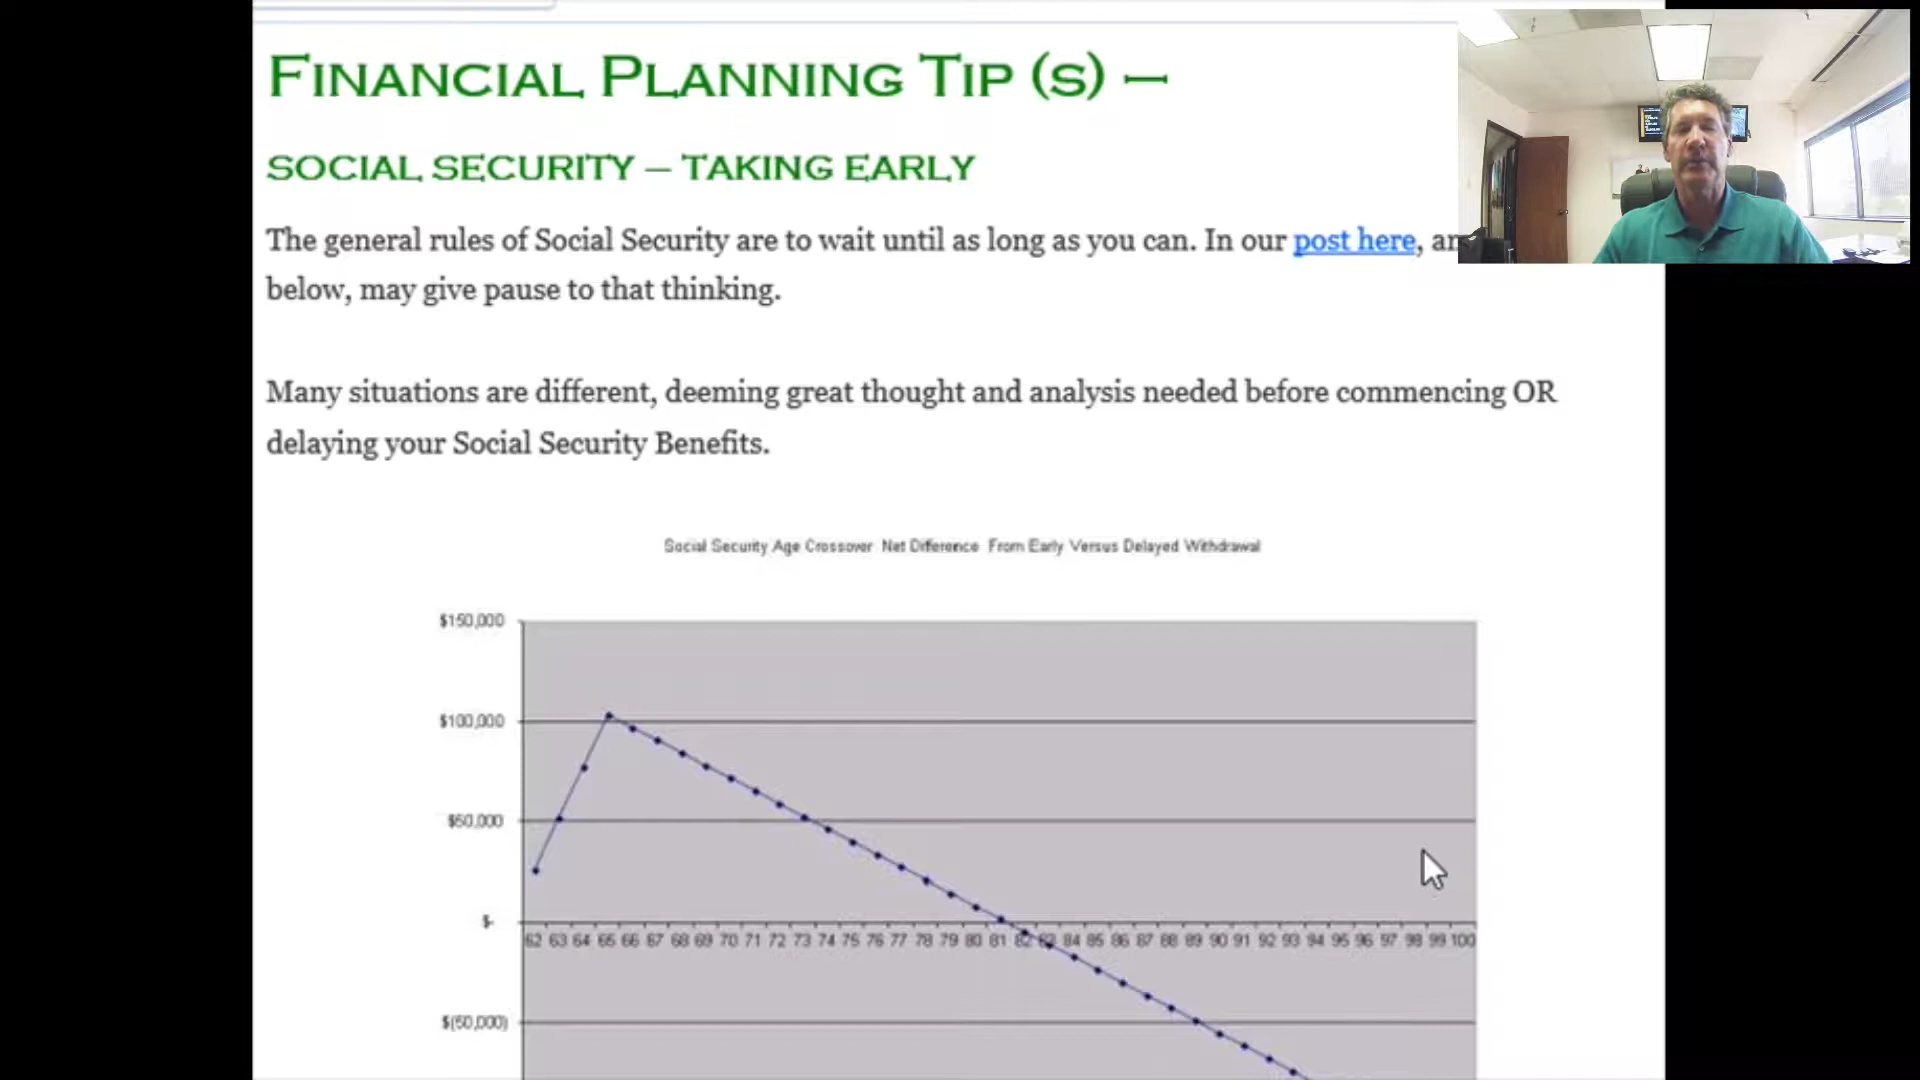 FINANCIAL PLANNING TIP (S) –
SOCIAL SECURITY – TAKING EARLY
The general rules of Social Security are to wait until as long as you can. In our post here,
below, may give pause to that thinking.
Many situations are different, deeming great thought and analysis needed before commencing OR
delaying your Social Security Benefits.
Social Security Age Crossover Net Difference From Early Versus Delayed Withdrawal
$150,000
$100,000
$50,000
$-
62 63 64 65 66 67 68 69 70 71 72 73 74 75 76 77 78 79 80 81 82 83 84 85 86 87 88 89 90 91 92 93 94 95 96 97 98 99 100
$(50,000)